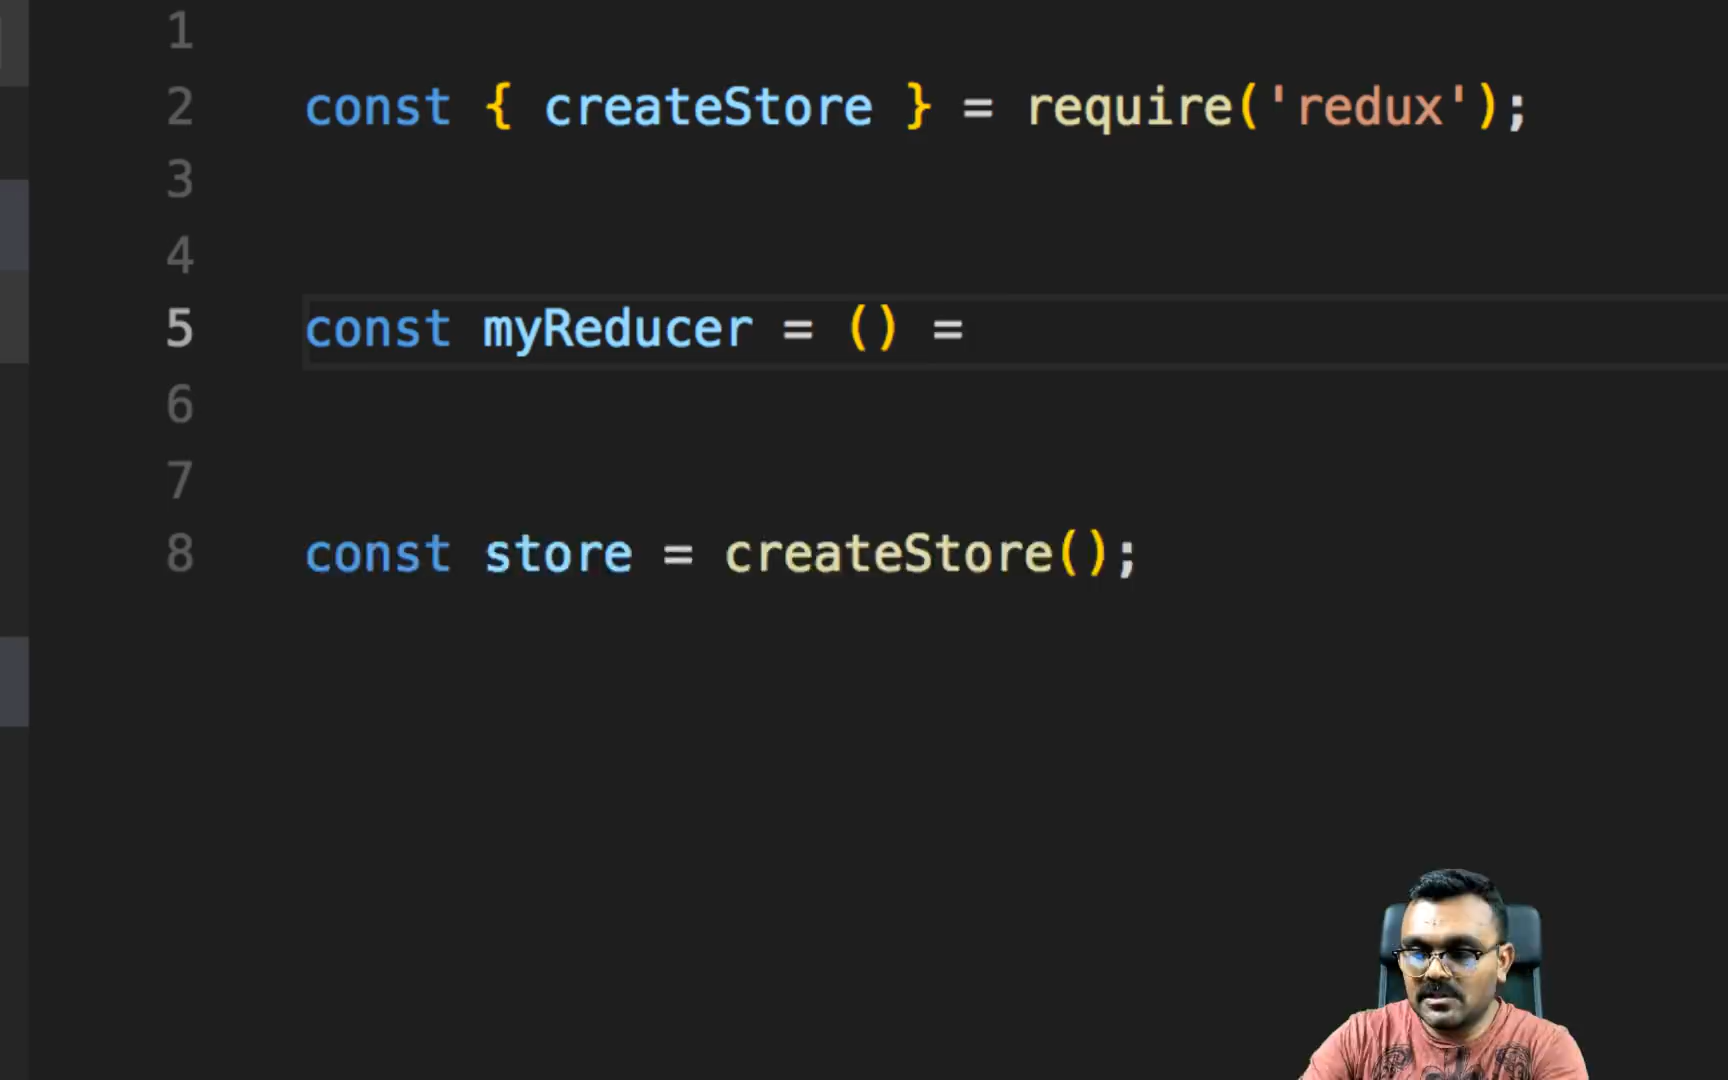 1
2 const { createStore } = require('redux');
3
4
5 const myReducer = () =
6
7
8 const store = createStore();